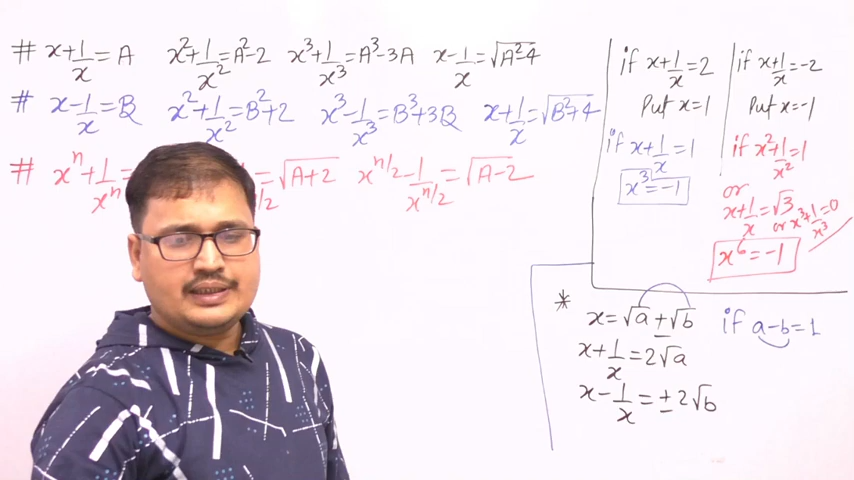 # x+1/x=A x²+1/x²=A²-2 x³+1/x³=A³-3A x-1/x=√A²-4
# x-1/x=B x²+1/x²=B²+2 x³-1/x³=B³+3B x+1/x=√B²+4
# xⁿ+1/xⁿ= /2=√A+2 x^n/2-1/x^n/2=√A-2
if x+1/x=2
Put x=1
if x+1/x=1
x³=-1
if x+1/x=-2
Put x=-1
if x²+1/x²=1
or
x+1/x=√3 or x³+1/x³=0
x⁶=-1
* x=√a±√b if a-b=1
x+1/x=2√a
x-1/x=±2√b